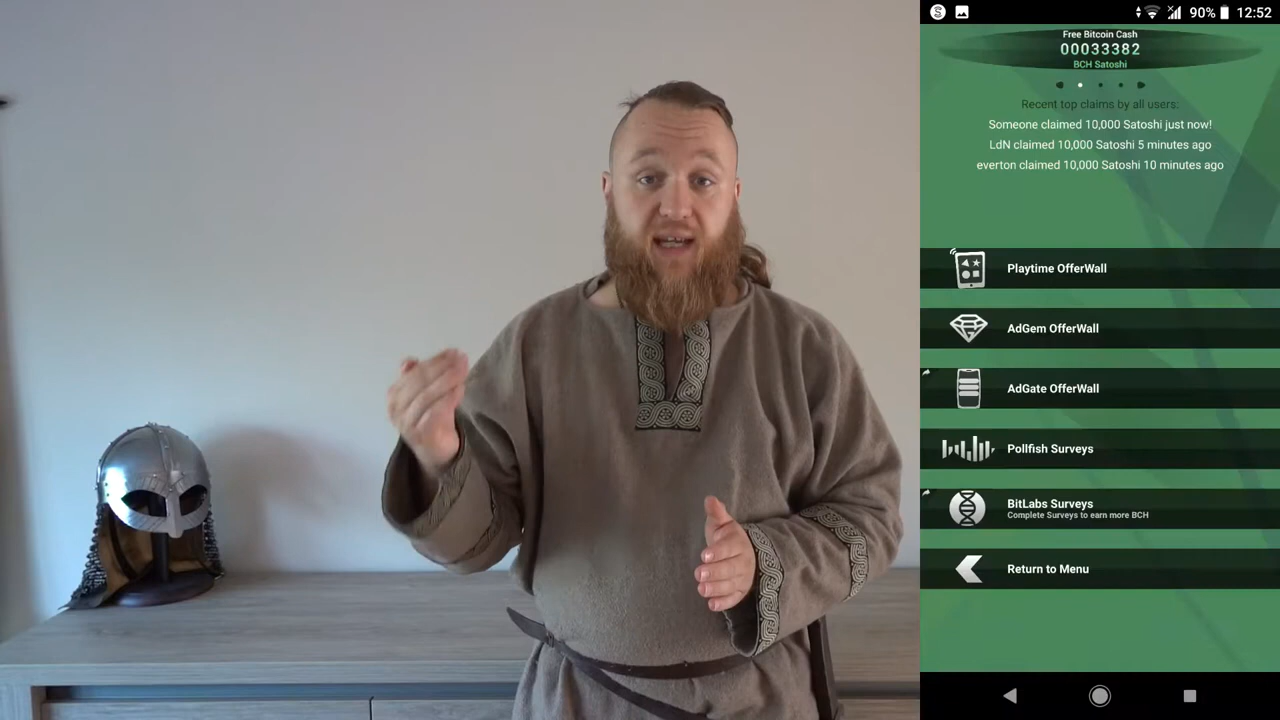 90% 12:52
Free Bitcoin Cash
00033382
BCH Satoshi
Recent top claims by all users:
Someone claimed 10,000 Satoshi just now!
LdN claimed 10,000 Satoshi 5 minutes ago
everton claimed 10,000 Satoshi 10 minutes ago
Playtime OfferWall
AdGem OfferWall
AdGate OfferWall
Pollfish Surveys
BitLabs Surveys
Complete Surveys to earn more BCH
Return to Menu